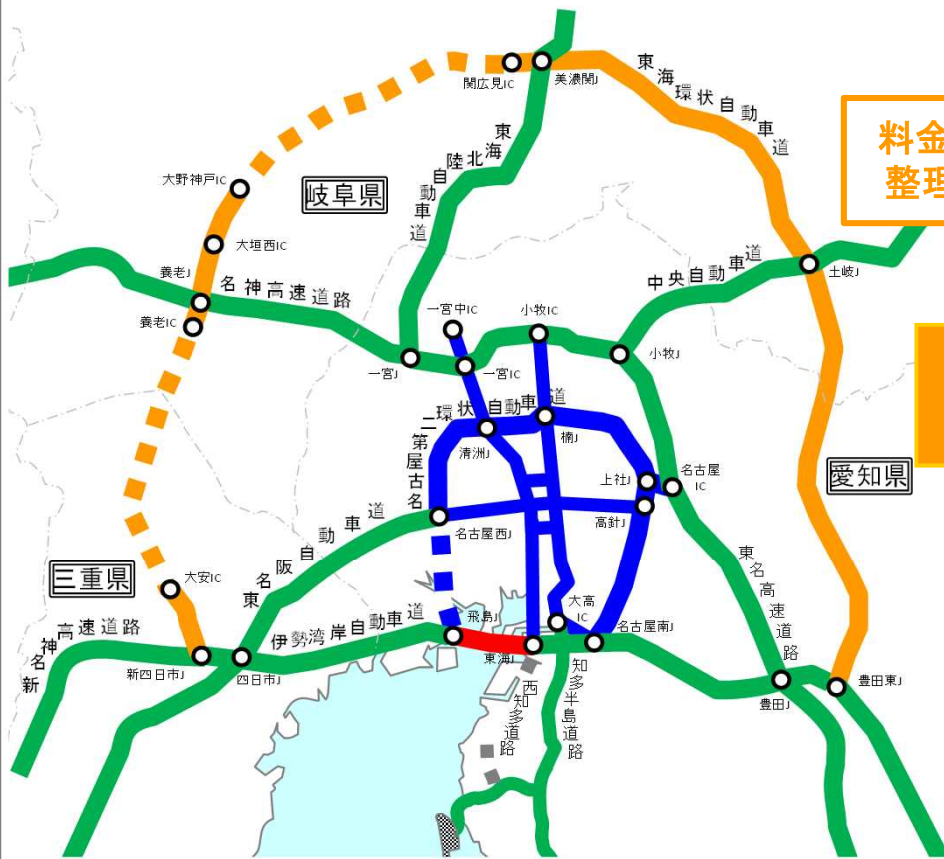 関広見IC
美濃関J
東海環状自動車道
料金
整理
大野神戸IC
岐阜県
東海北陸自動車道
大垣西IC
養老J
名神高速道路
中央自動車道
土岐J
養老IC
一宮中IC
小牧IC
一宮J
一宮IC
小牧J
名古屋第二環状自動車道
清洲J
楠J
上社J
名古屋
IC
愛知県
高針J
名古屋西J
東名阪自動車道
三重県
大安IC
東名高速道路
大高
IC
飛島J
名古屋南J
伊勢湾岸自動車道
新名神高速道路
新四日市J
四日市J
東海J
西知多道路
知多半島道路
豊田J
豊田東J